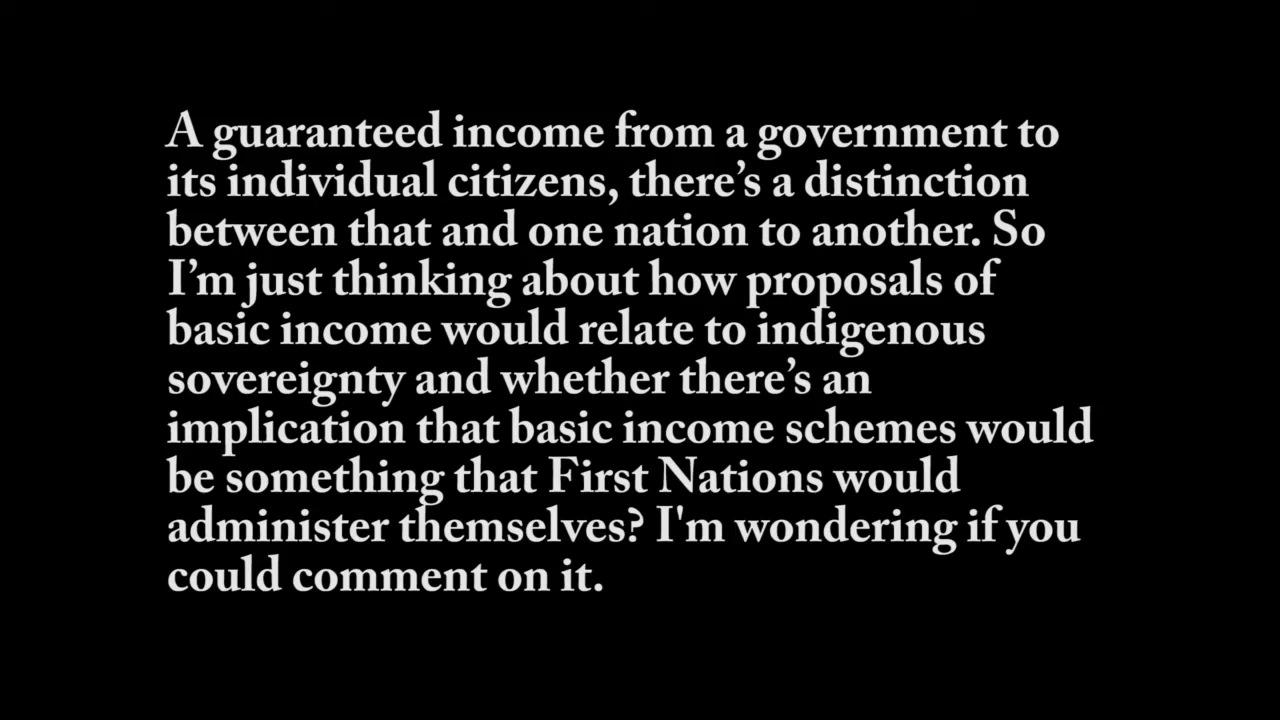 A guaranteed income from a government to
its individual citizens, there’s a distinction
between that and one nation to another. So
I’m just thinking about how proposals of
basic income would relate to indigenous
sovereignty and whether there’s an
implication that basic income schemes would
be something that First Nations would
administer themselves? I'm wondering if you
could comment on it.